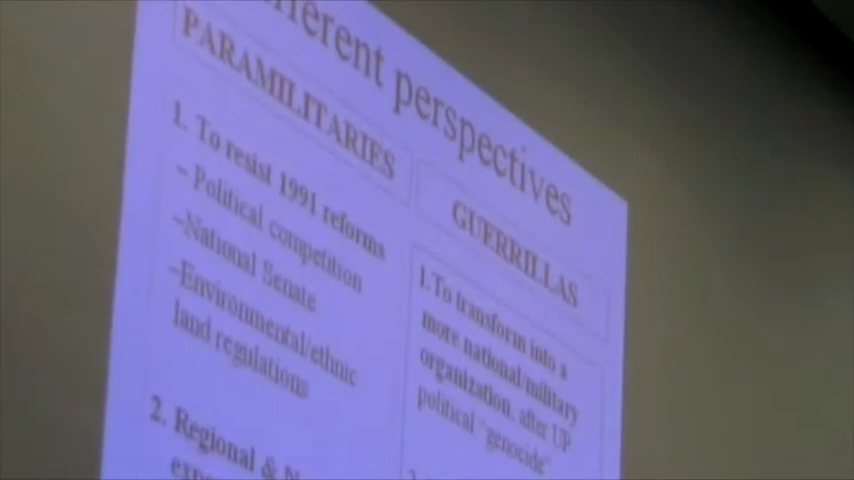 perspectives
PARAMILITARIES
1. To resist 1991 reforms
– Political competition
–National Senate
–Environmental/ethnic
land regulations
2. Regional &
GUERRILLAS
1.To transform into a
more national/military
organization, after UP
political "genocide"